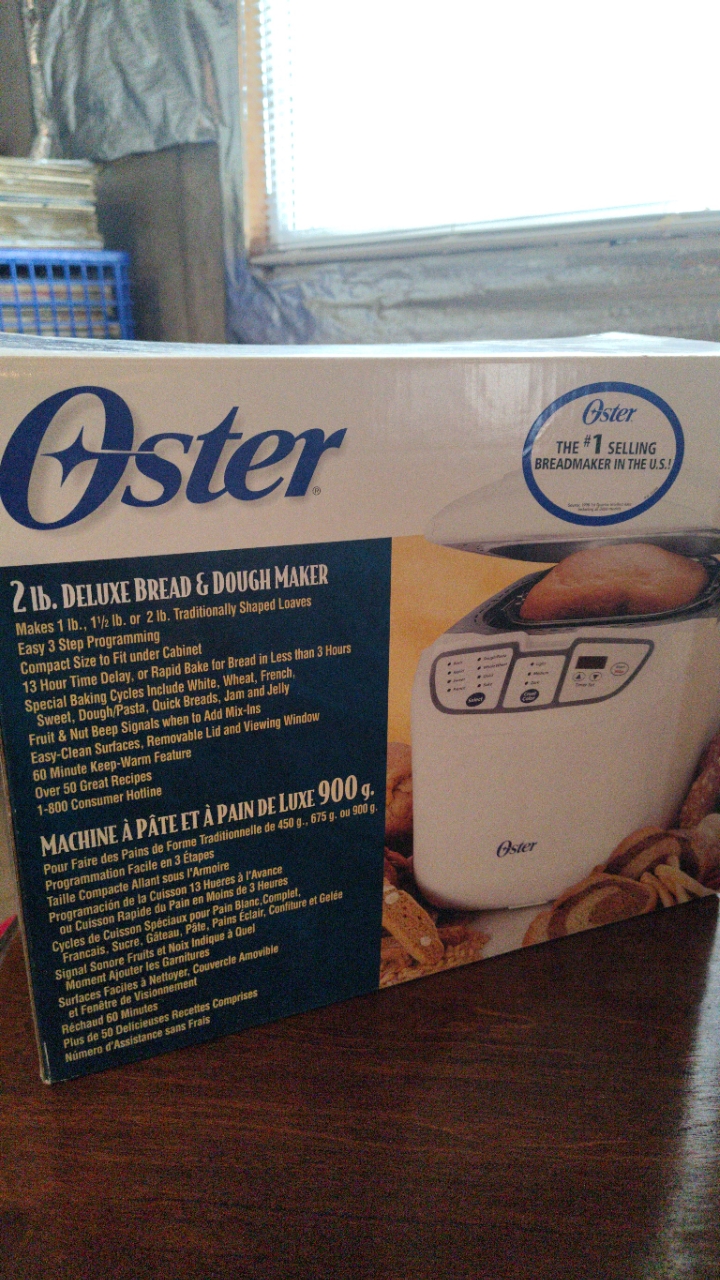 Oster®
Oster
THE #1 SELLING
BREADMAKER IN THE U.S.!
2 lb. DELUXE BREAD & DOUGH MAKER
Makes 1 lb., 1½ lb. or 2 lb. Traditionally Shaped Loaves
Easy 3 Step Programming
Compact Size to Fit under Cabinet
13 Hour Time Delay, or Rapid Bake for Bread in Less than 3 Hours
Special Baking Cycles Include White, Wheat, French,
Sweet, Dough/Pasta, Quick Breads, Jam and Jelly
Fruit & Nut Beep Signals when to Add Mix-Ins
Easy-Clean Surfaces, Removable Lid and Viewing Window
60 Minute Keep-Warm Feature
Over 50 Great Recipes
1-800 Consumer Hotline
MACHINE À PÂTE ET À PAIN DE LUXE 900 g.
Pour Faire des Pains de Forme Traditionnelle de 450 g., 675 g. ou 900 g.
Programmation Facile en 3 Étapes
Taille Compacte Allant sous l'Armoire
Programación de la Cuisson 13 Hueres à l'Avance
ou Cuisson Rapide du Pain en Moins de 3 Heures
Cycles de Cuisson Spéciaux pour Pain Blanc,Complet,
Francais, Sucre, Gâteau, Pâte, Pains Éclair, Confiture et Gelée
Signal Sonore Fruits et Noix Indique à Quel
Moment Ajouter les Garnitures
Surfaces Faciles à Nettoyer, Couvercle Amovible
et Fenêtre de Visionnement
Réchaud 60 Minutes
Plus de 50 Delicieuses Recettes Comprises
Número d'Assistance sans Frais
Oster